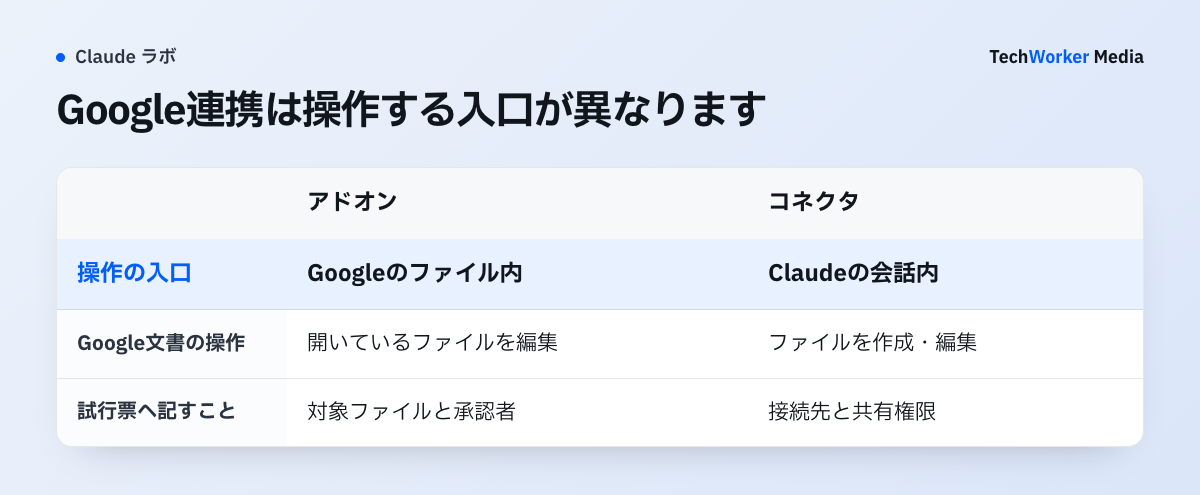 Claude ラボ
TechWorker Media
Google連携は操作する入口が異なります
アドオン
コネクタ
操作の入口
Googleのファイル内
Claudeの会話内
Google文書の操作
開いているファイルを編集
ファイルを作成・編集
試行票へ記すこと
対象ファイルと承認者
接続先と共有権限